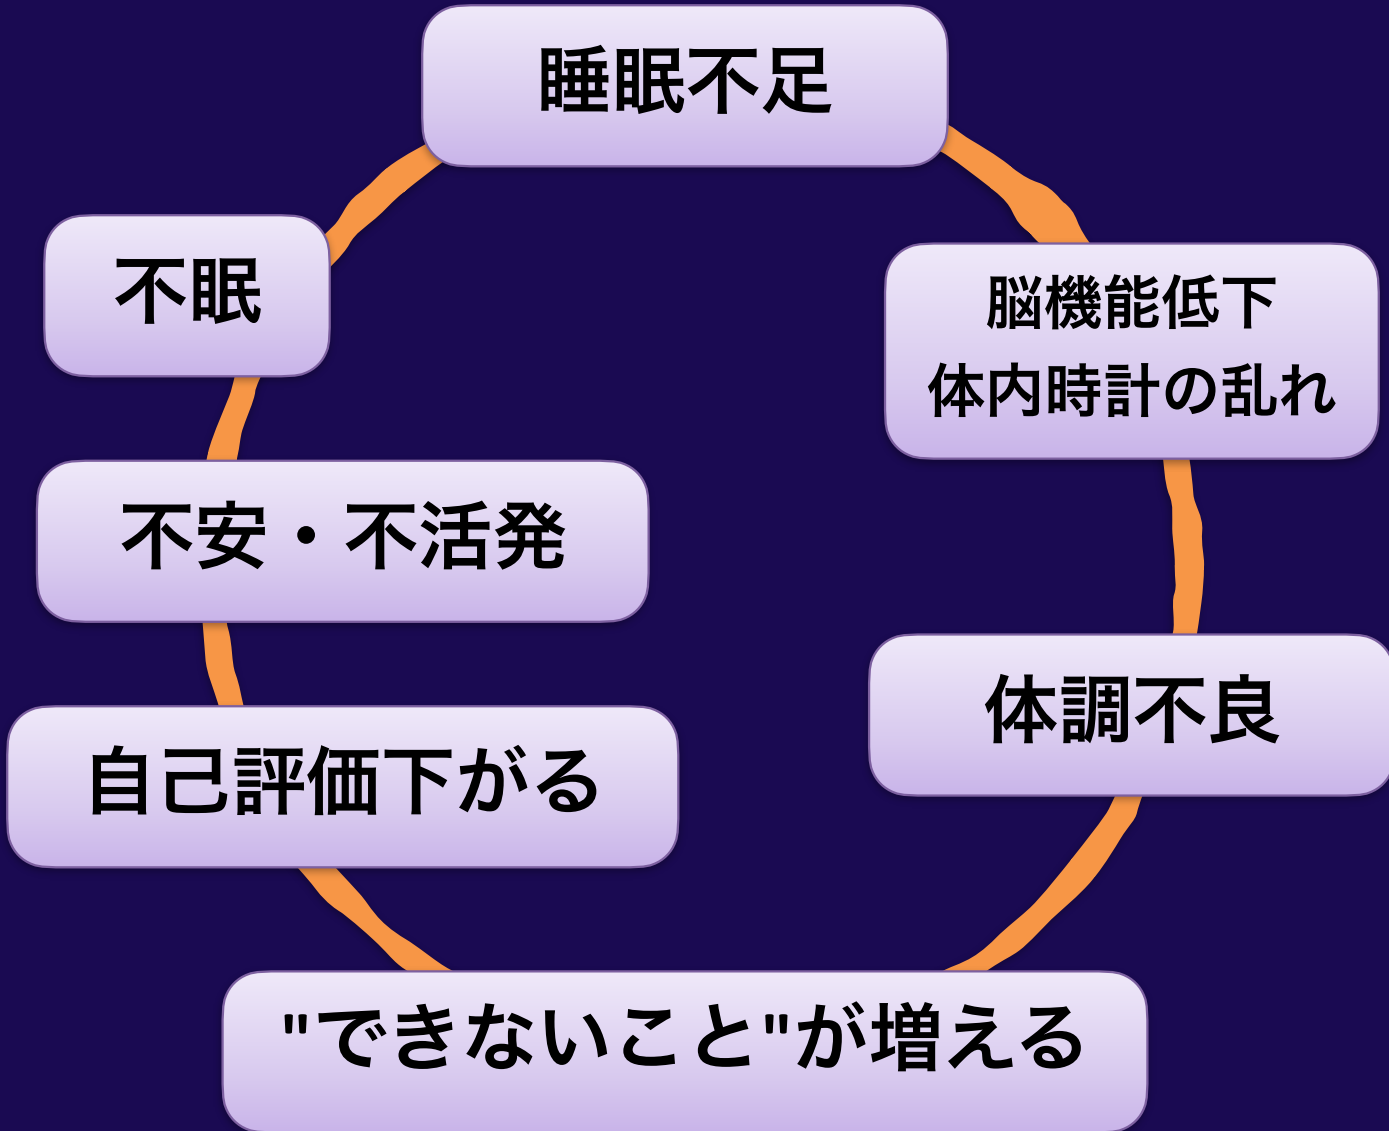 睡眠不足
脳機能低下
体内時計の乱れ
体調不良
"できないこと"が増える
自己評価下がる
不安・不活発
不眠